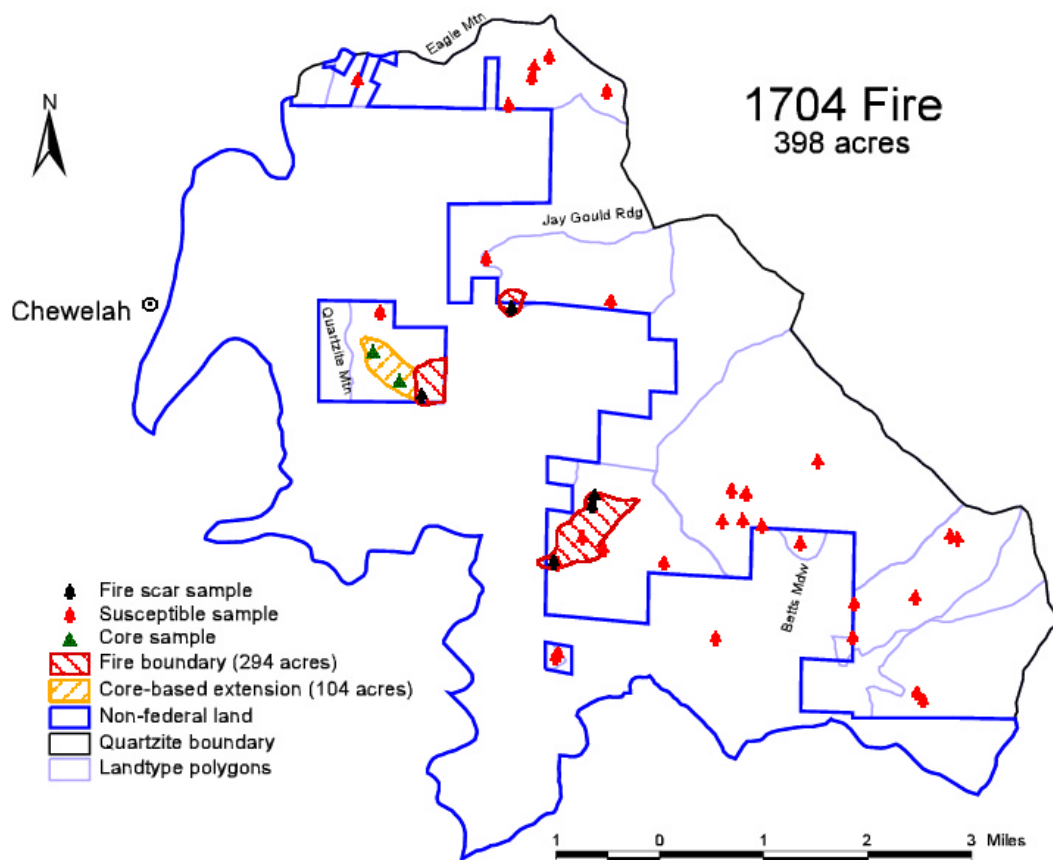 Eagle Mtn
N
1704 Fire
398 acres
Jay Gould Rdg
Chewelah
Quartzite Mtn
Betts Mdw
Fire scar sample
Susceptible sample
Core sample
Fire boundary (294 acres)
Core-based extension (104 acres)
Non-federal land
Quartzite boundary
Landtype polygons
1 0 1 2 3 Miles